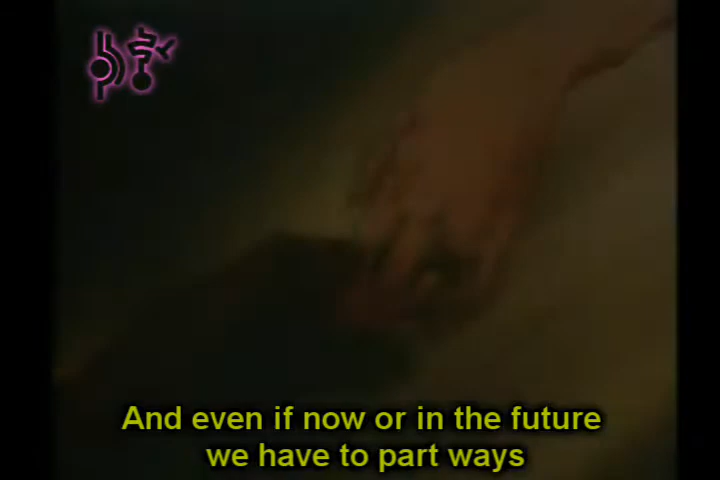 And even if now or in the future
we have to part ways